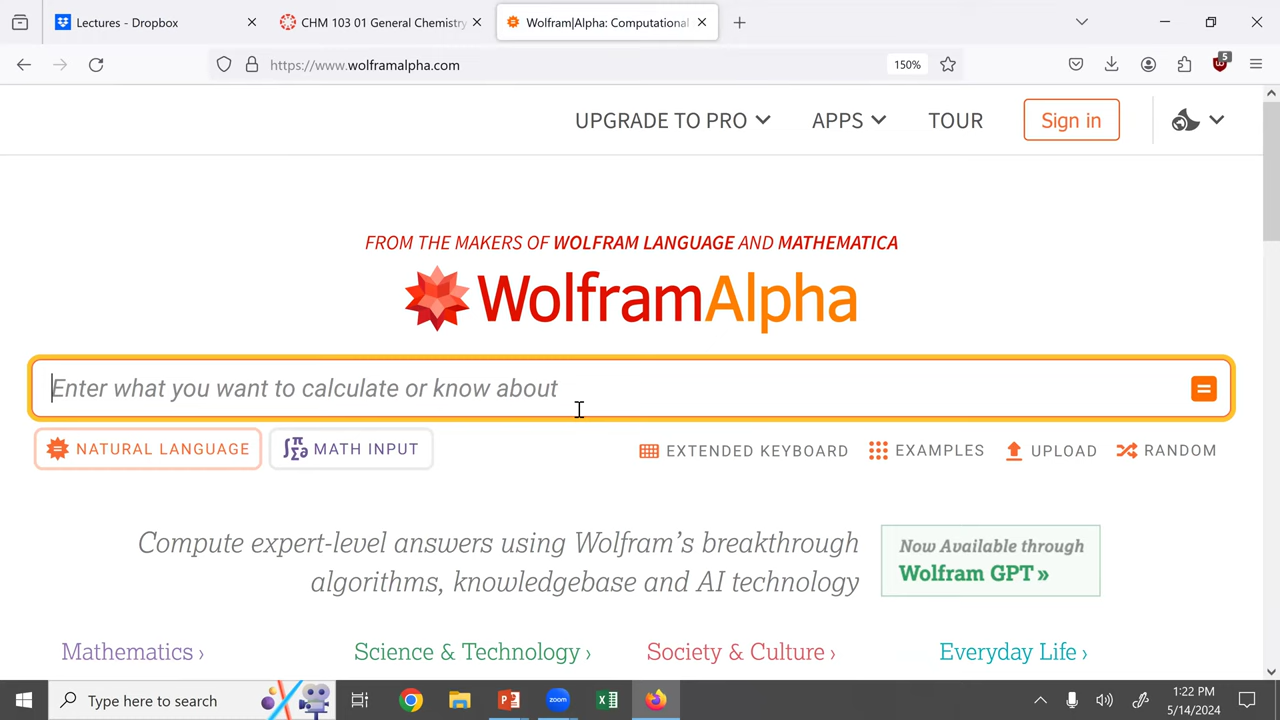 Lectures - Dropbox
CHM 103 01 General Chemistry
Wolfram|Alpha: Computational
https://www.wolframalpha.com
150%
5
UPGRADE TO PRO
APPS
TOUR
Sign in
FROM THE MAKERS OF WOLFRAM LANGUAGE AND MATHEMATICA
WolframAlpha
Enter what you want to calculate or know about
NATURAL LANGUAGE
MATH INPUT
EXTENDED KEYBOARD
EXAMPLES
UPLOAD
RANDOM
Compute expert-level answers using Wolfram's breakthrough
algorithms, knowledgebase and AI technology
Now Available through
Wolfram GPT »
Mathematics ›
Science & Technology ›
Society & Culture ›
Everyday Life ›
Type here to search
zoom
1:22 PM
5/14/2024